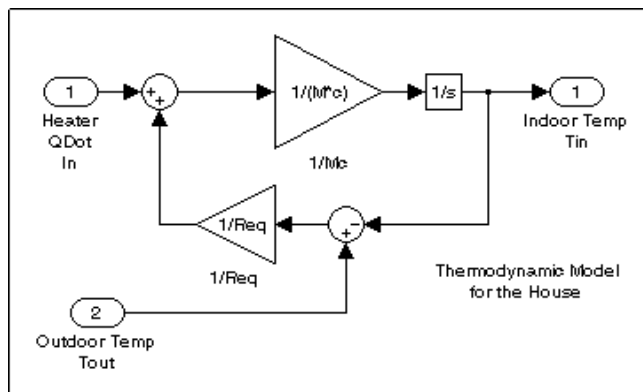 1
Heater
QDot
In
++
1/(M*c)
1/Mc
1/s
1
Indoor Temp
Tin
1/Req
1/Req
+-
2
Outdoor Temp
Tout
Thermodynamic Model
for the House